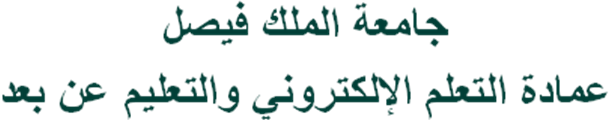 جامعة الملك فيصل
عمادة التعلم الإلكتروني والتعليم عن بعد